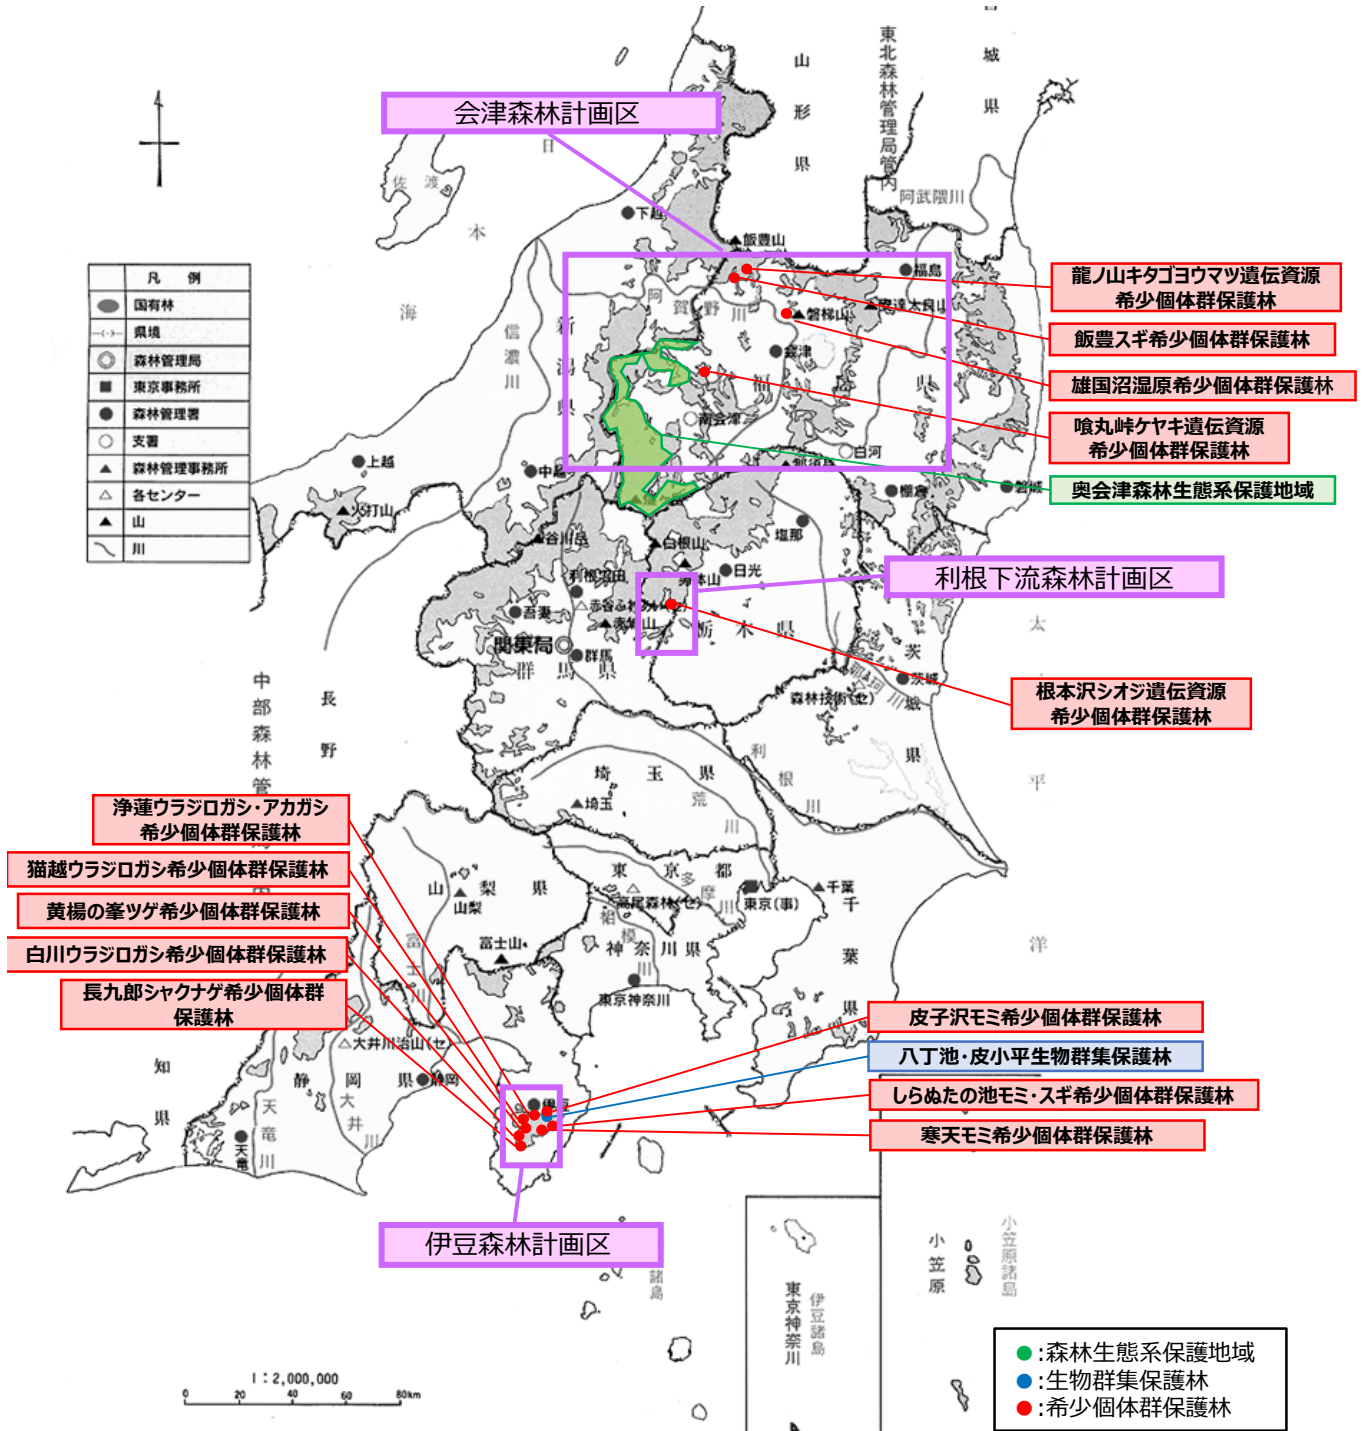 会津森林計画区
山形県
東北森林管理局管内
城県
日本海
佐渡
阿武隈川
下越
飯豊山
福島
安達太良山
磐梯山
阿賀野川
信濃川
新潟県
会津
福
県
南会津
白河
上越
中越
火打山
棚倉
磐城
凡例
国有林
県境
森林管理局
東京事務所
森林管理署
支署
森林管理事務所
各センター
山
川
龍ノ山キタゴヨウマツ遺伝資源
希少個体群保護林
飯豊スギ希少個体群保護林
雄国沼湿原希少個体群保護林
喰丸峠ケヤキ遺伝資源
希少個体群保護林
奥会津森林生態系保護地域
谷川岳
白根山
塩那
日光
利根沼田
吾妻
関東局
群馬
群馬県
栃木県
利根下流森林計画区
茨城県
茨城
森林技術(セ)
太平洋
根本沢シオジ遺伝資源
希少個体群保護林
中部森林管
長野
利根川
埼玉県
荒川
埼玉
浄蓮ウラジロガシ・アカガシ
希少個体群保護林
猫越ウラジロガシ希少個体群保護林
黄楊の峯ツゲ希少個体群保護林
白川ウラジロガシ希少個体群保護林
長九郎シャクナゲ希少個体群
保護林
山梨県
山梨
東京都
多摩川
高尾森林(セ)
東京(事)
千葉
千葉県
相模川
神奈川県
富士山
富士川
東京神奈川
大井川治山(セ)
静岡県
静岡
大井川
知県
天竜川
天竜
伊豆
皮子沢モミ希少個体群保護林
八丁池・皮小平生物群集保護林
しらぬたの池モミ・スギ希少個体群保護林
寒天モミ希少個体群保護林
伊豆森林計画区
諸島
東京神奈川
伊豆諸島
小笠原
小笠原諸島
1：2,000,000
0 20 40 60 80km
●:森林生態系保護地域
●:生物群集保護林
●:希少個体群保護林